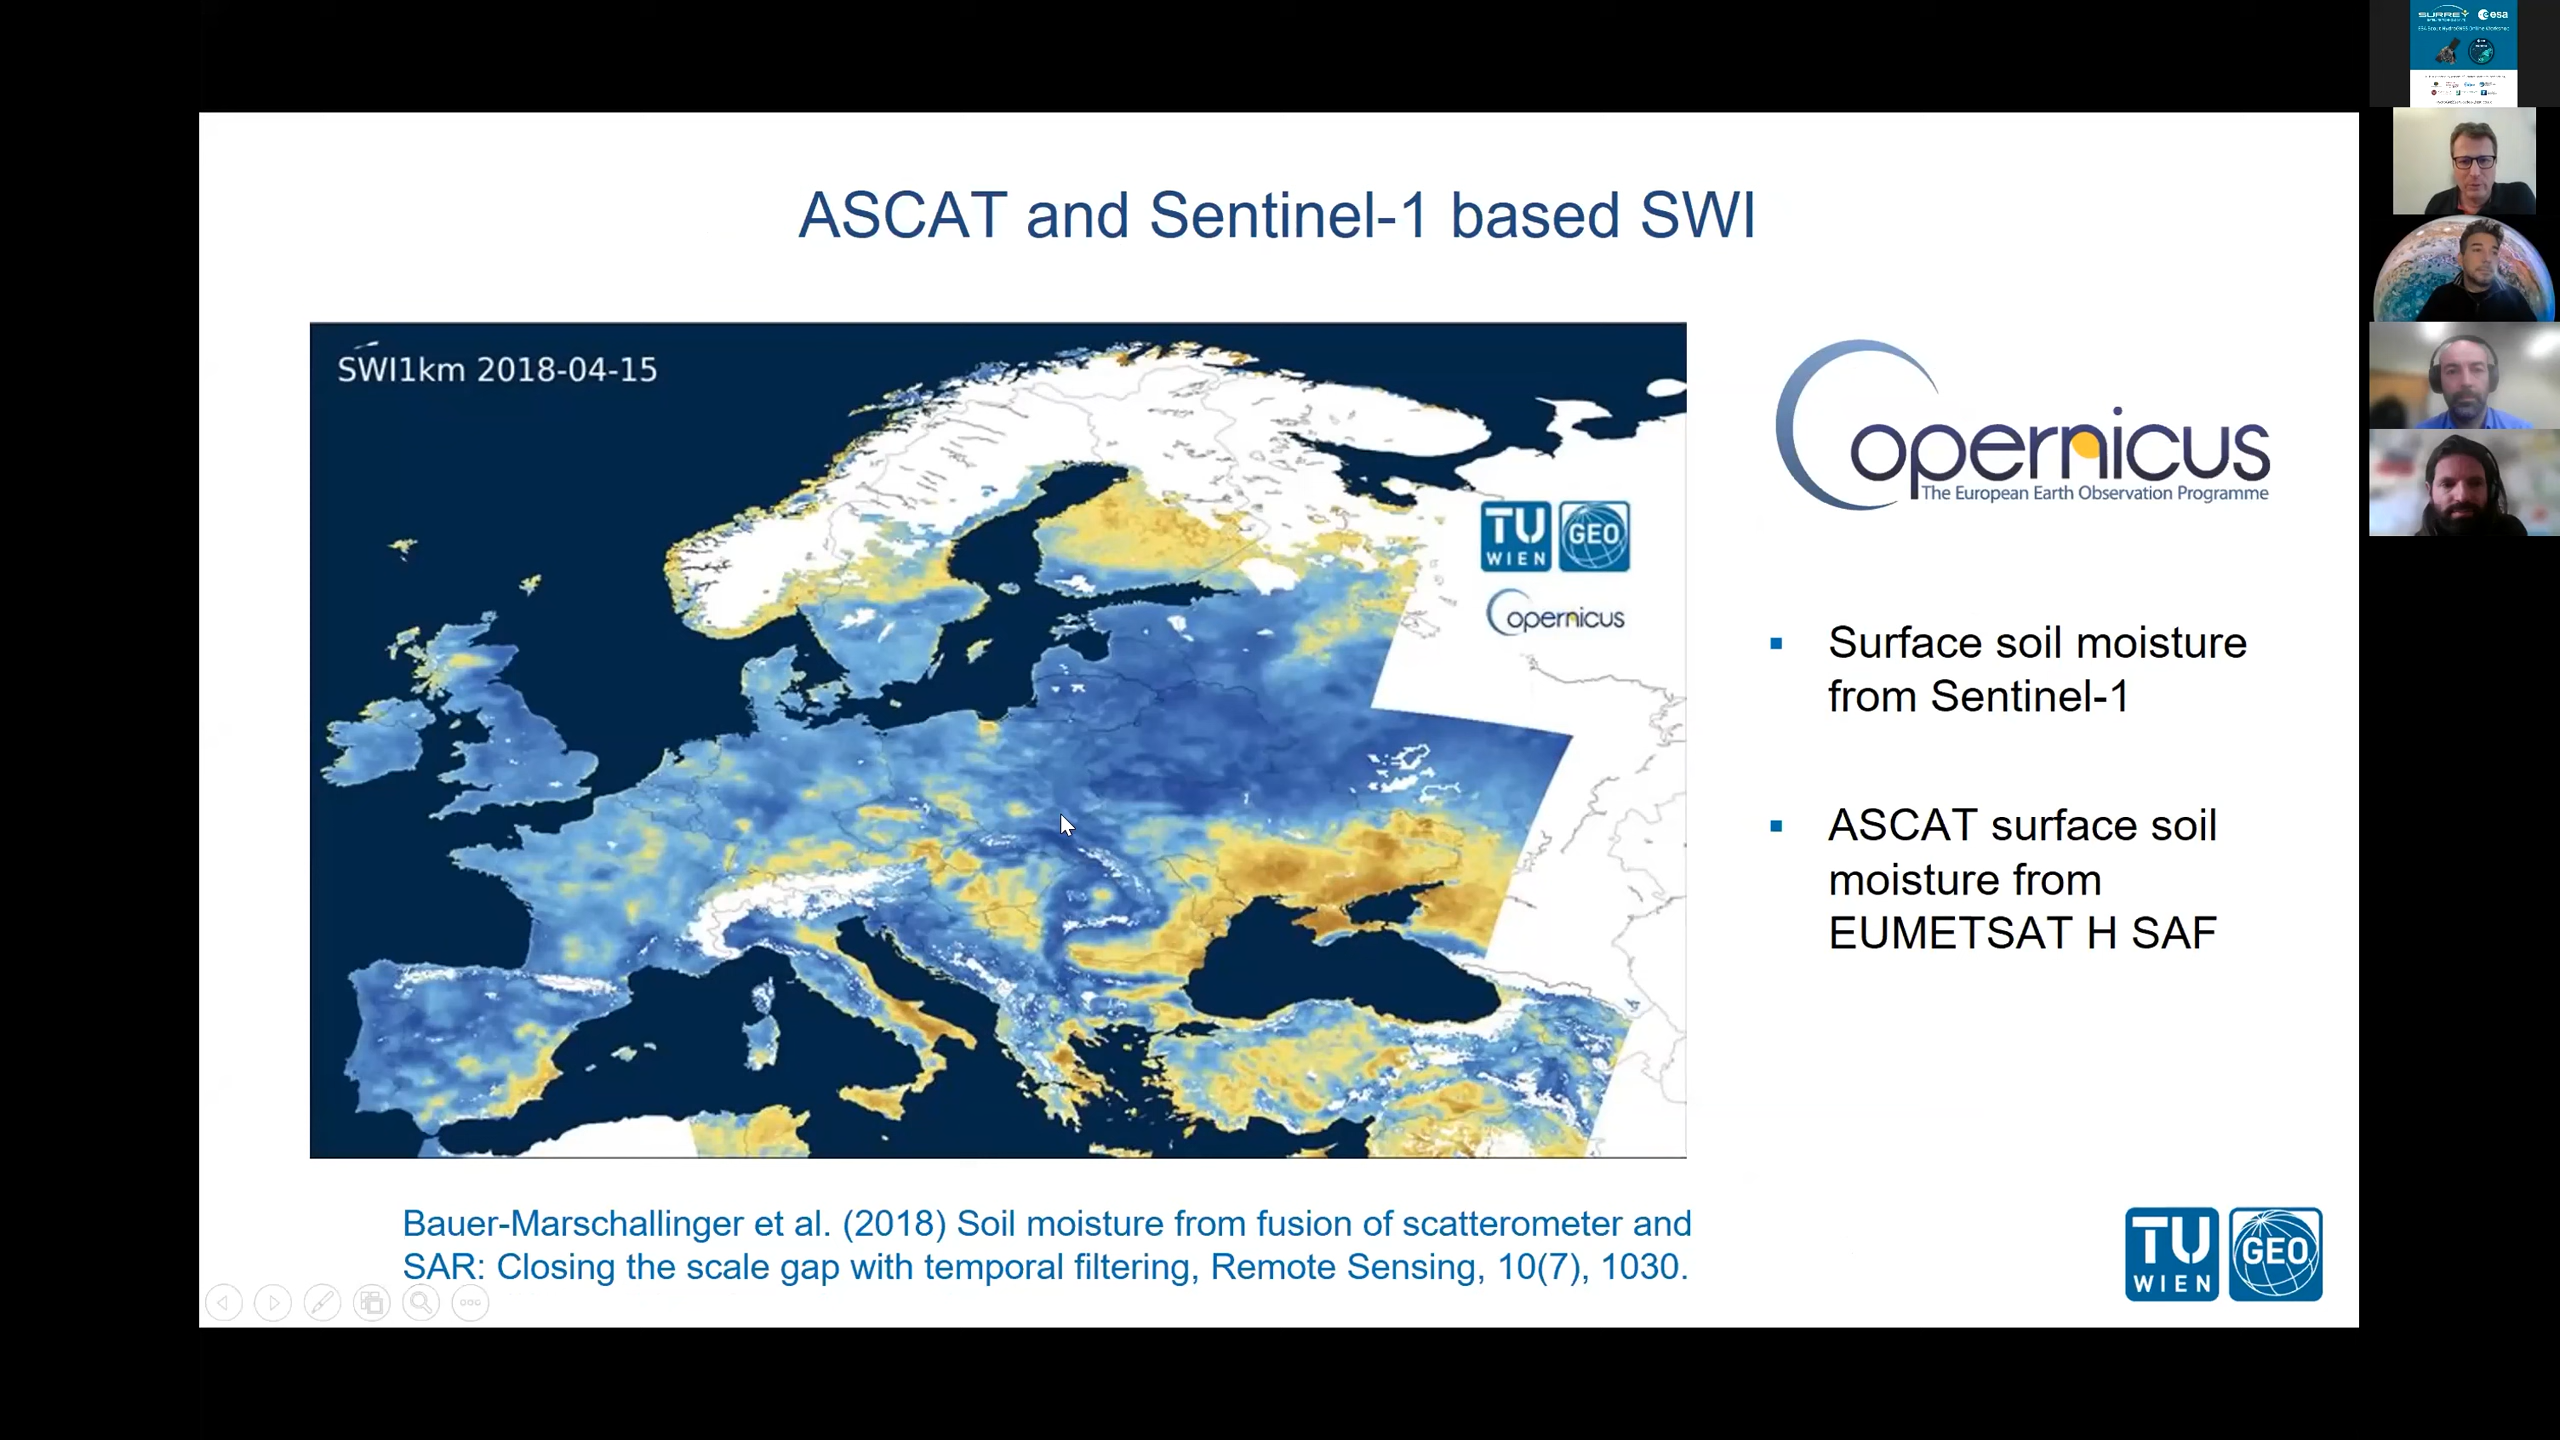 ASCAT and Sentinel-1 based SWI
SWI1km 2018-04-15
TU
WIEN
GEO
Copernicus
Copernicus
The European Earth Observation Programme
Surface soil moisture
from Sentinel-1
ASCAT surface soil
moisture from
EUMETSAT H SAF
Bauer-Marschallinger et al. (2018) Soil moisture from fusion of scatterometer and
SAR: Closing the scale gap with temporal filtering, Remote Sensing, 10(7), 1030.
TU
WIEN
GEO
SURREY
esa